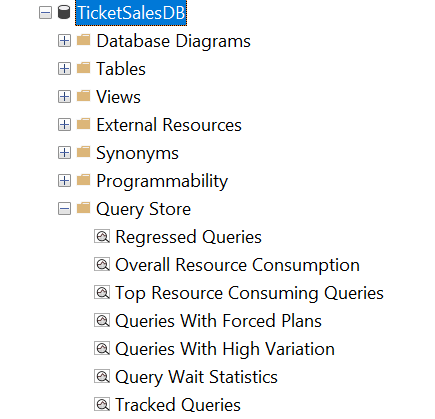 TicketSalesDB
Database Diagrams
Tables
Views
External Resources
Synonyms
Programmability
Query Store
Regressed Queries
Overall Resource Consumption
Top Resource Consuming Queries
Queries With Forced Plans
Queries With High Variation
Query Wait Statistics
Tracked Queries